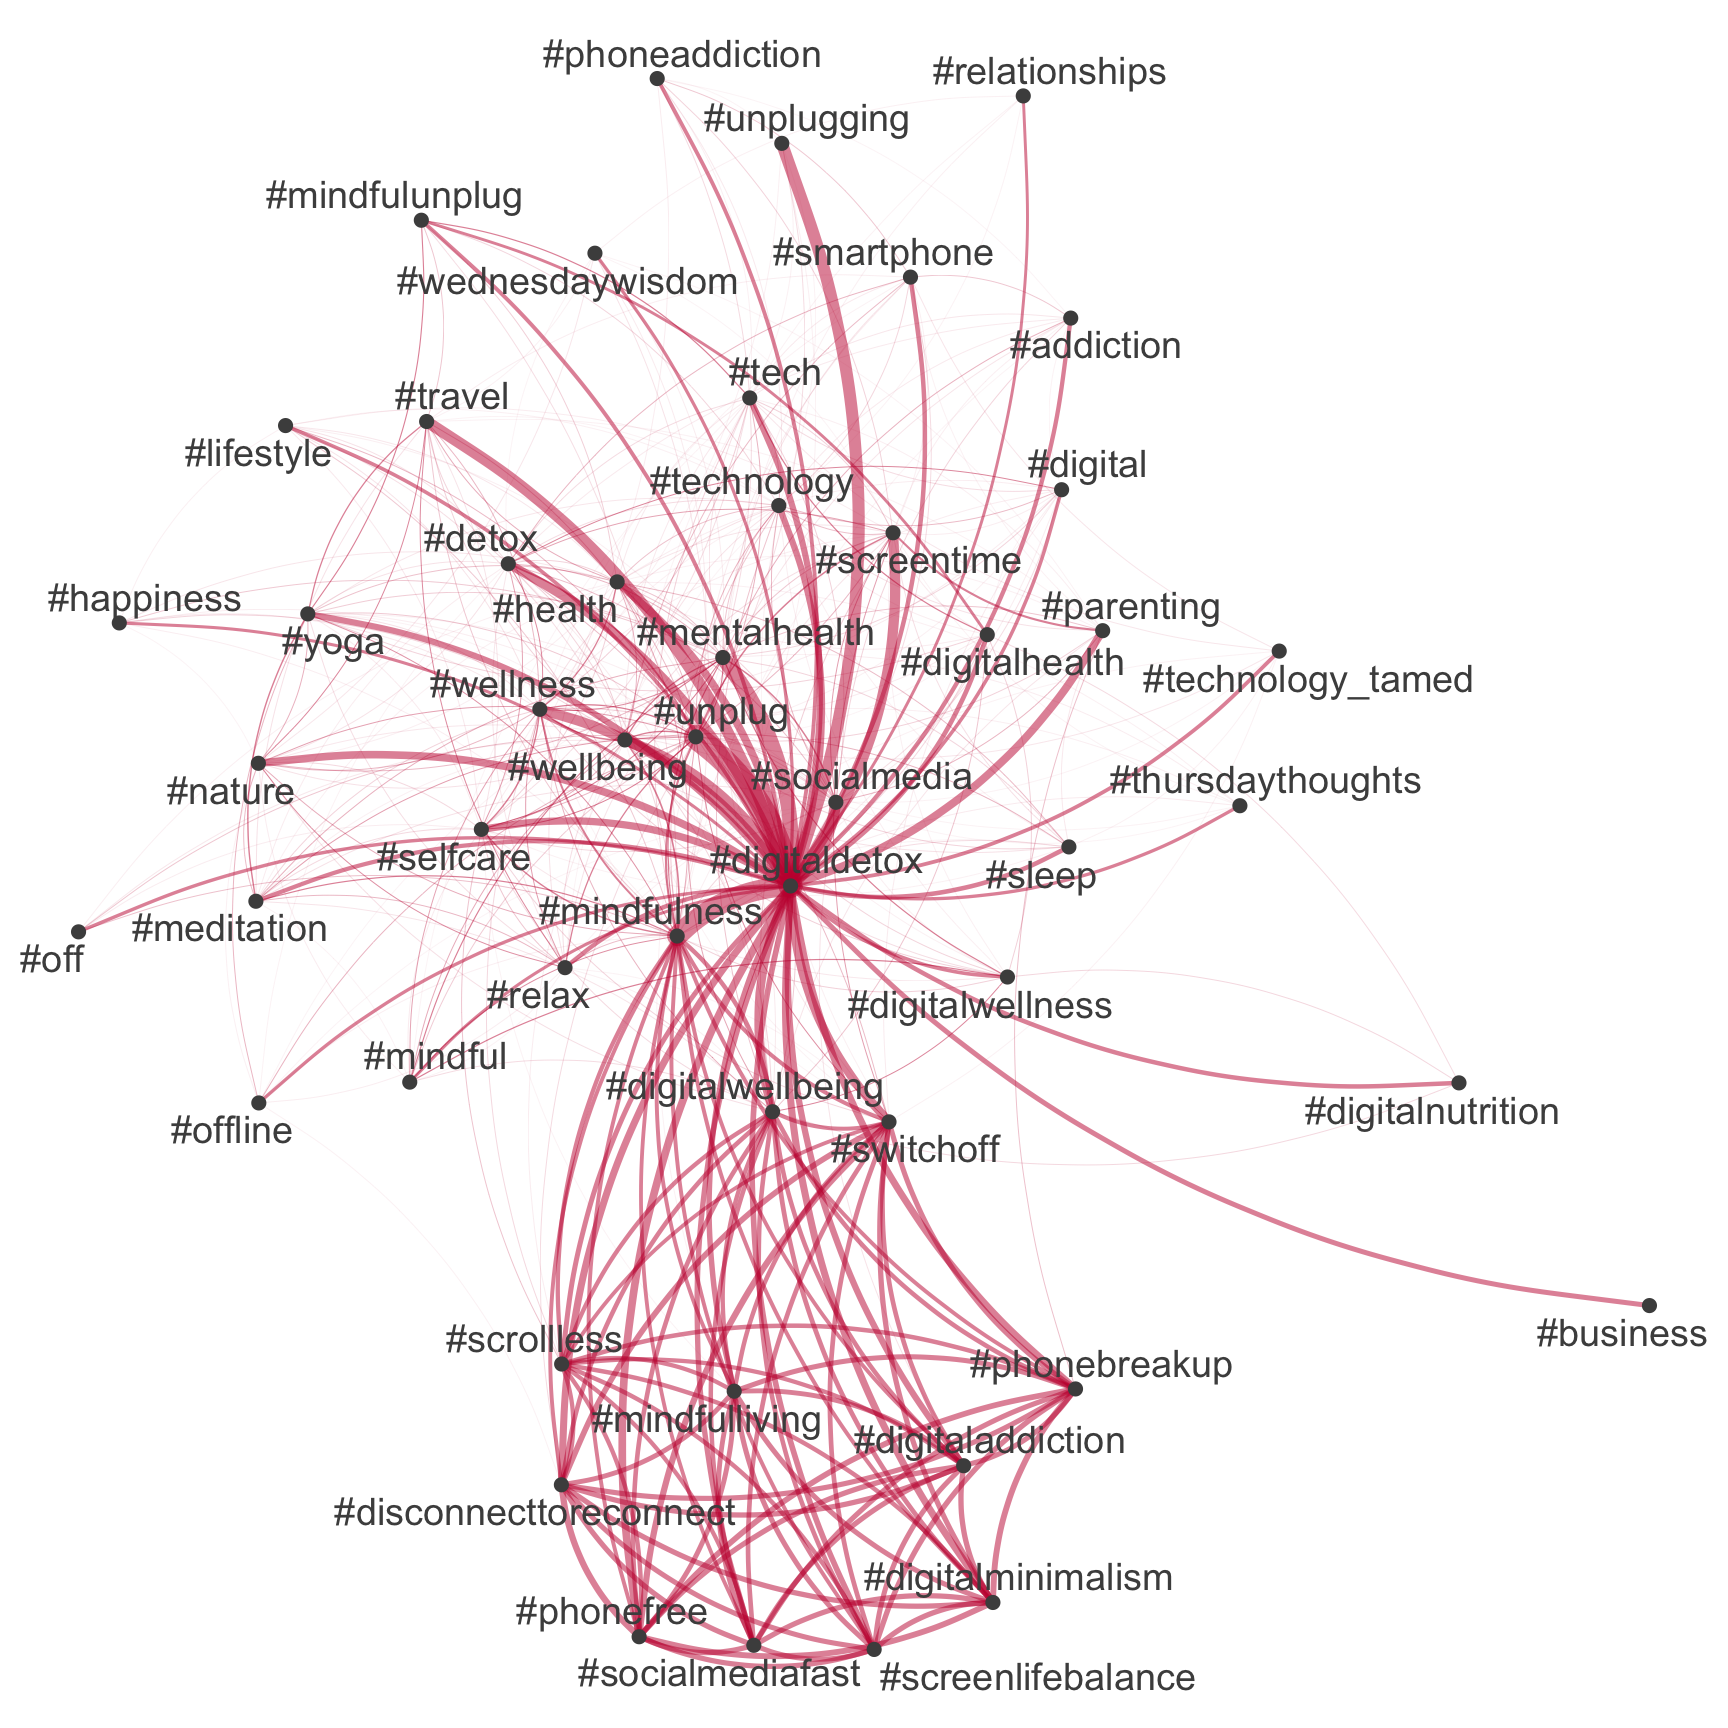 #phoneaddiction
#relationships
#unplugging
#mindfulunplug
#smartphone
#wednesdaywisdom
#addiction
#tech
#travel
#lifestyle
#digital
#technology
#detox
#screentime
#happiness
#health
#parenting
#yoga
#mentalhealth
#digitalhealth
#technology_tamed
#wellness
#unplug
#wellbeing
#socialmedia
#thursdaythoughts
#nature
#selfcare
#digitaldetox
#sleep
#mindfulness
#meditation
#off
#relax
#digitalwellness
#mindful
#digitalwellbeing
#digitalnutrition
#offline
#switchoff
#business
#scrollless
#phonebreakup
#mindfulliving
#digitaladdiction
#disconnecttoreconnect
#digitalminimalism
#phonefree
#socialmediafast
#screenlifebalance